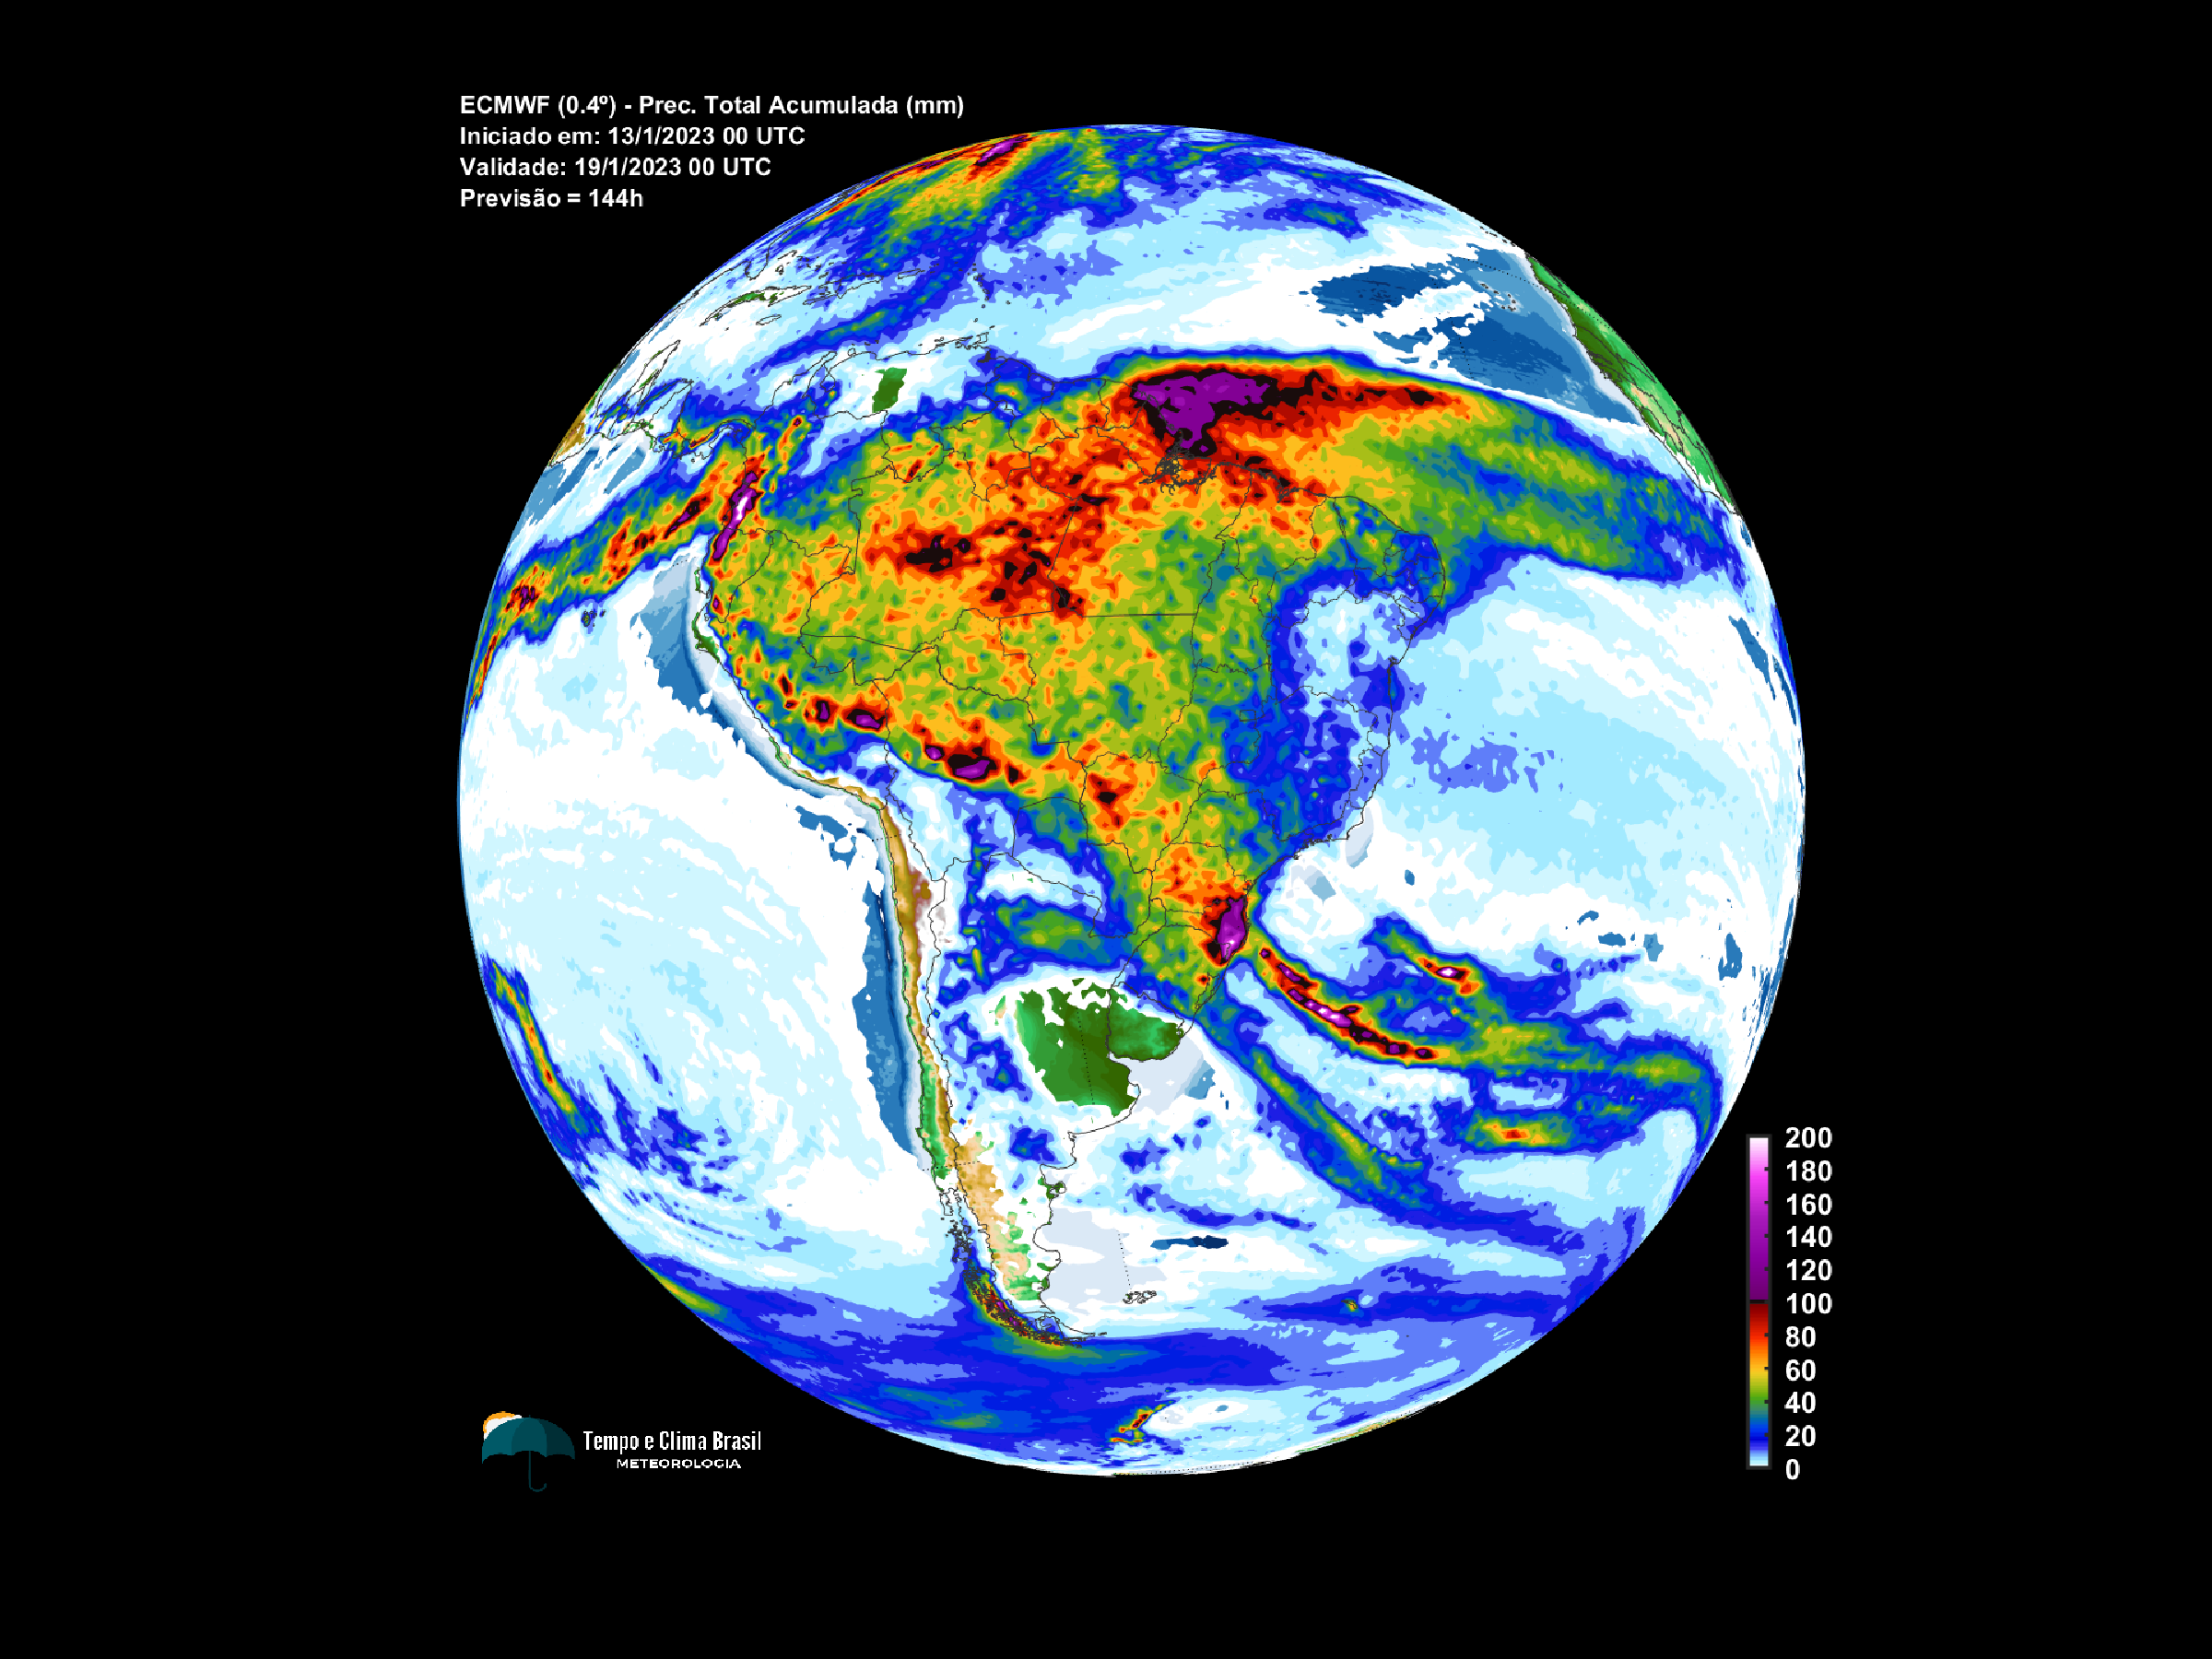 ECMWF (0.4º) - Prec. Total Acumulada (mm)
Iniciado em: 13/1/2023 00 UTC
Validade: 19/1/2023 00 UTC
Previsão = 144h
200
180
160
140
120
100
80
60
40
20
0
Tempo e Clima Brasil
METEOROLOGIA